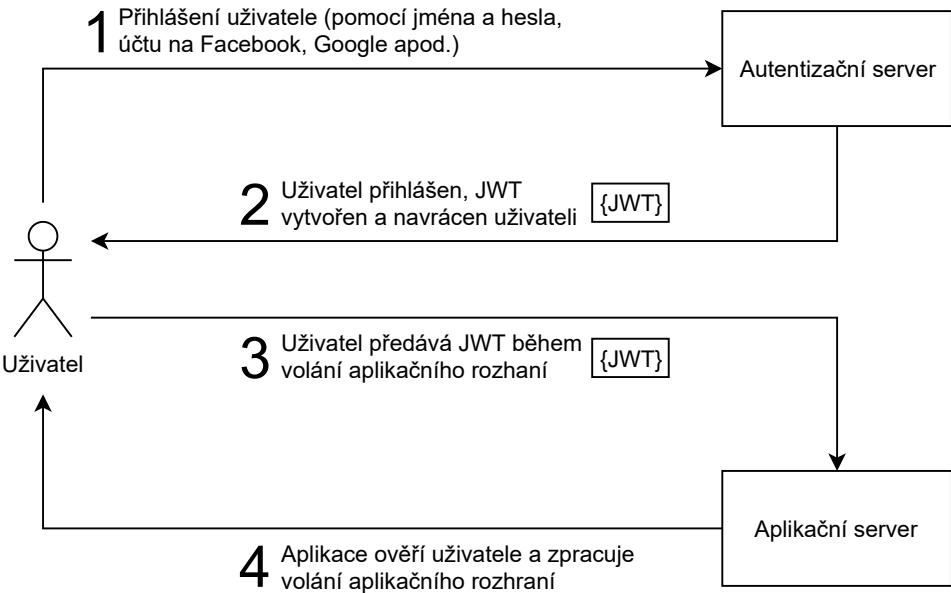 1 Přihlášení uživatele (pomocí jména a hesla,
účtu na Facebook, Google apod.)
Autentizační server
2 Uživatel přihlášen, JWT
vytvořen a navrácen uživateli
{JWT}
Uživatel
3 Uživatel předává JWT během
volání aplikačního rozhaní
{JWT}
Aplikační server
4 Aplikace ověří uživatele a zpracuje
volání aplikačního rozhraní